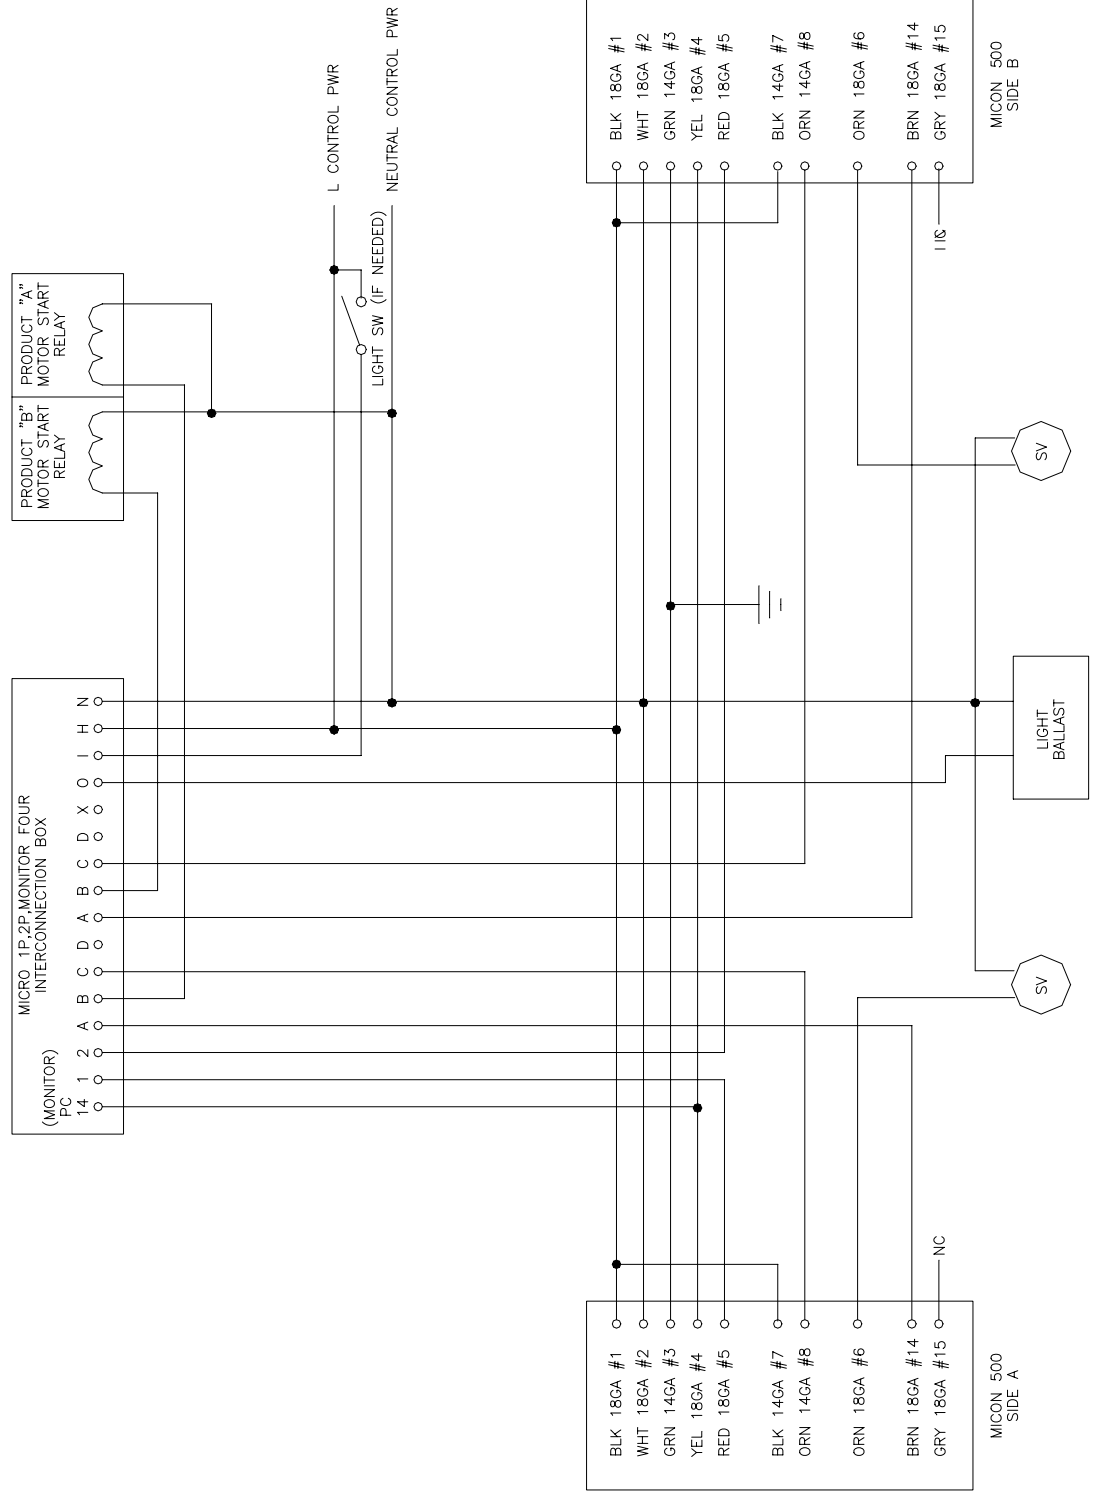 MICRO 1P,2P,MONITOR FOUR
INTERCONNECTION BOX
(MONITOR)
PC
14 1 2 A B C D A B C D X O I H N
PRODUCT "B"
MOTOR START
RELAY
PRODUCT "A"
MOTOR START
RELAY
L CONTROL PWR
LIGHT SW (IF NEEDED)
NEUTRAL CONTROL PWR
BLK 18GA #1
WHT 18GA #2
GRN 14GA #3
YEL 18GA #4
RED 18GA #5
BLK 14GA #7
ORN 14GA #8
ORN 18GA #6
BRN 18GA #14
GRY 18GA #15
NC
MICON 500
SIDE A
BLK 18GA #1
WHT 18GA #2
GRN 14GA #3
YEL 18GA #4
RED 18GA #5
BLK 14GA #7
ORN 14GA #8
ORN 18GA #6
BRN 18GA #14
GRY 18GA #15
MICON 500
SIDE B
SV
LIGHT
BALLAST
SV